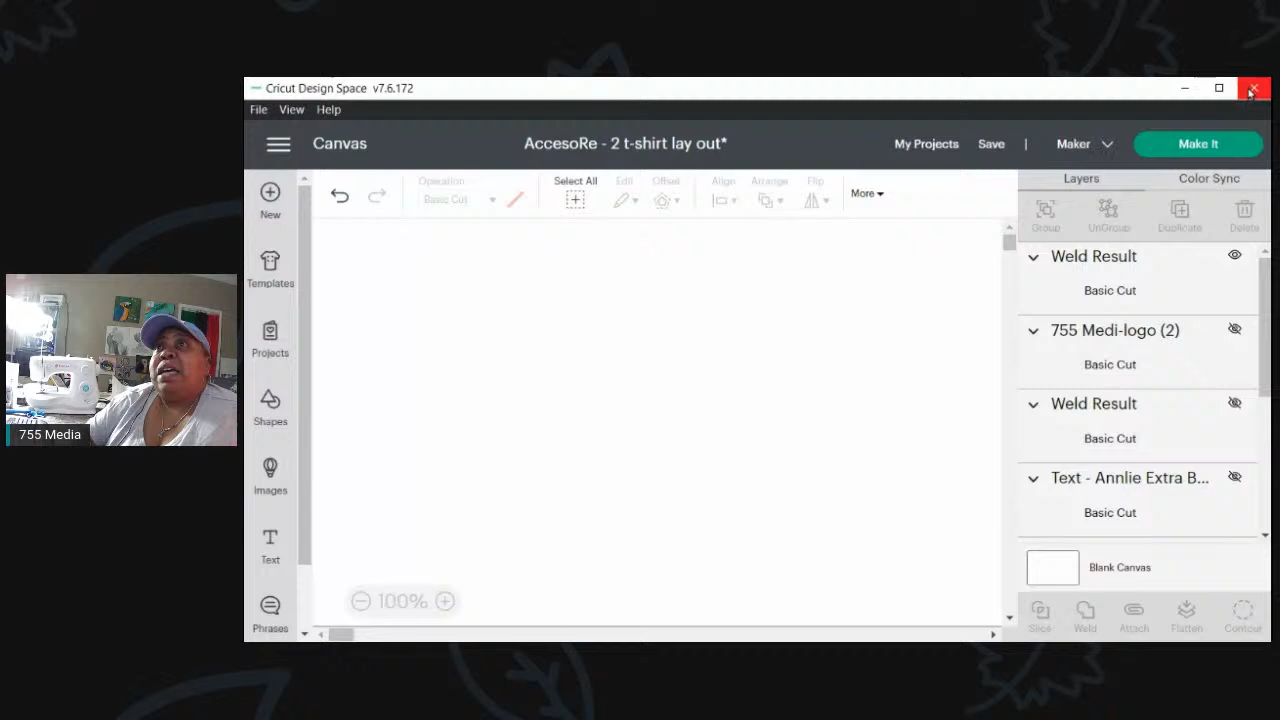 Cricut Design Space v7.6.172
File View Help
Canvas
AccesoRe - 2 t-shirt lay out*
My Projects Save | Maker Make It
Operation
Basic Cut
Select All
Edit
Offset
Align
Arrange
Flip
More
New
Templates
Projects
Shapes
Images
Text
Phrases
100%
Layers Color Sync
Group UnGroup Duplicate Delete
Weld Result
Basic Cut
755 Medi-logo (2)
Basic Cut
Weld Result
Basic Cut
Text - Annlie Extra B...
Basic Cut
Blank Canvas
Slice Weld Attach Flatten Contour
755 Media